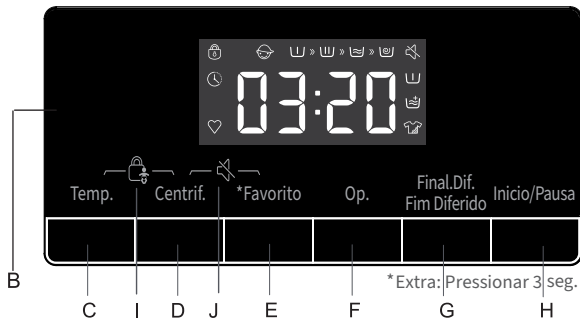 03:20
Temp.
Centrif.
*Favorito
Op.
Final.Dif.
Fim Diferido
Inicio/Pausa
*Extra: Pressionar 3 seg.
B
C
I
D
J
E
F
G
H